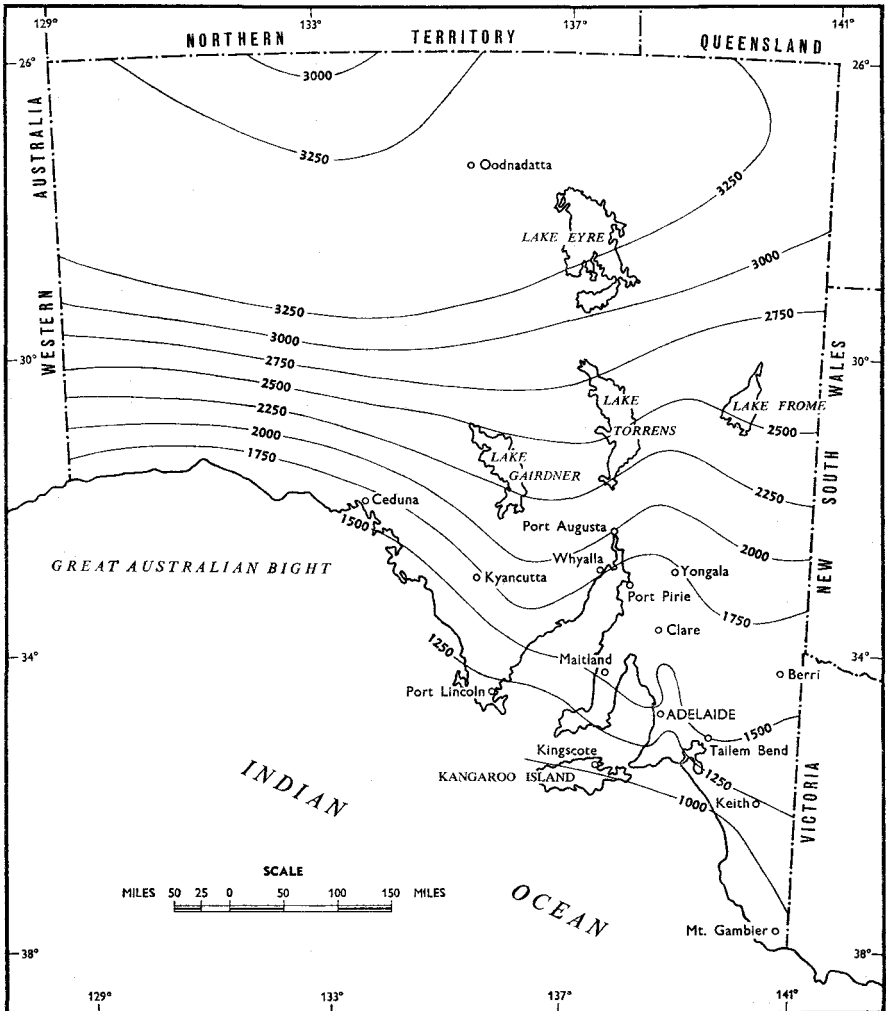 129°
133°
137°
141°
NORTHERN TERRITORY
QUEENSLAND
26°
26°
3000
3250
Oodnadatta
3250
WESTERN AUSTRALIA
LAKE EYRE
3000
3250
2750
3000
30°
30°
2750
2500
LAKE TORRENS
LAKE FROME
2500
2250
2000
1750
LAKE GAIRDNER
2250
NEW SOUTH WALES
Ceduna
1500
Port Augusta
2000
GREAT AUSTRALIAN BIGHT
Whyalla
Kyancutta
Yongala
Port Pirie
1750
Clare
1250
34°
34°
Maitland
Berri
Port Lincoln
ADELAIDE
1500
Tailem Bend
Kingscote
KANGAROO ISLAND
1250
1000
Keith
VICTORIA
INDIAN OCEAN
SCALE
MILES 50 25 0 50 100 150 MILES
Mt. Gambier
38°
38°
129°
133°
137°
141°